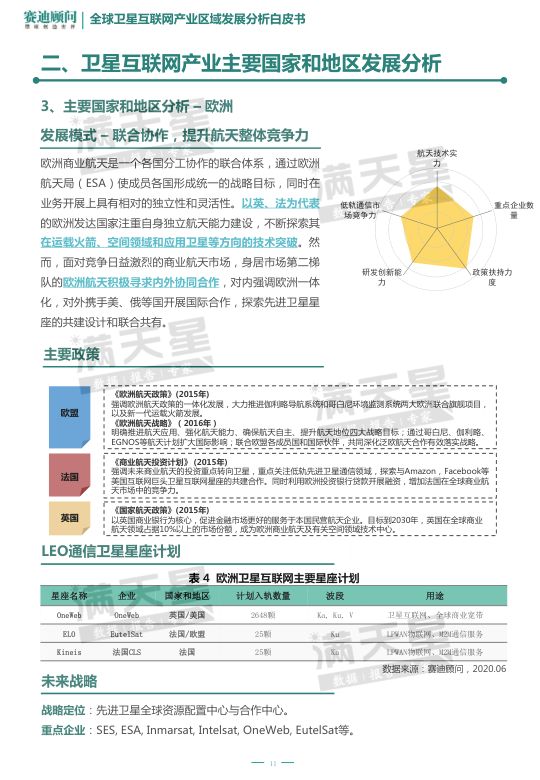 赛迪顾问
全球卫星互联网产业区域发展分析白皮书
二、卫星互联网产业主要国家和地区发展分析
3、主要国家和地区分析 – 欧洲
发展模式 – 联合协作，提升航天整体竞争力
欧洲商业航天是一个各国分工协作的联合体系，通过欧洲
航天局（ESA）使成员各国形成统一的战略目标，同时在
业务开展上具有相对的独立性和灵活性。以英、法为代表
的欧洲发达国家注重自身独立航天能力建设，不断探索其
在运载火箭、空间领域和应用卫星等方向的技术突破。然
而，面对竞争日益激烈的商业航天市场，身居市场第二梯
队的欧洲航天积极寻求内外协同合作，对内强调欧洲一体
化，对外携手美、俄等国开展国际合作，探索先进卫星星
座的共建设计和联合共有。
航天技术实
力
重点企业数
量
政策扶持力
度
研发创新能
力
低轨通信市
场竞争力
主要政策
欧盟
《欧洲航天政策》(2015年)
强调欧洲航天政策的一体化发展，大力推进伽利略导航系统和哥白尼环境监测系统两大欧洲联合旗舰项目，
以及新一代运载火箭发展。
《欧洲航天战略》（ 2016年 ）
明确推进航天应用、强化航天能力、确保航天自主、提升航天地位四大战略目标；通过哥白尼、伽利略、
EGNOS等航天计划扩大国际影响；联合欧盟各成员国和国际伙伴，共同深化泛欧航天合作有效落实战略。
法国
《商业航天投资计划》 (2015年)
强调未来商业航天的投资重点转向卫星，重点关注低轨先进卫星通信领域，探索与Amazon，Facebook等
美国互联网巨头卫星互联网星座的共建合作。同时利用欧洲投资银行贷款开展融资，增加法国在全球商业航
天市场中的竞争力。
英国
《国家航天政策》(2015年)
以英国商业银行为核心，促进金融市场更好的服务于本国民营航天企业。目标到2030年，英国在全球商业
航天领域占据10%以上的市场份额，成为欧洲商业航天及有关空间领域技术中心。
LEO通信卫星星座计划
表 4 欧洲卫星互联网主要星座计划
星座名称 企业 国家和地区 计划入轨数量 波段 用途
OneWeb OneWeb 英国/美国 2648颗 Ka, Ku, V 卫星互联网、全球商业宽带
ELO EutelSat 法国/欧盟 25颗 Ku LPWAN物联网、M2M通信服务
Kineis 法国CLS 法国 25颗 Ku LPWAN物联网、M2M通信服务
数据来源：赛迪顾问，2020.06
未来战略
战略定位：先进卫星全球资源配置中心与合作中心。
重点企业：SES, ESA, Inmarsat, Intelsat, OneWeb, EutelSat等。
11
满天星
满天星
满天星
满天星
满天星
满天星